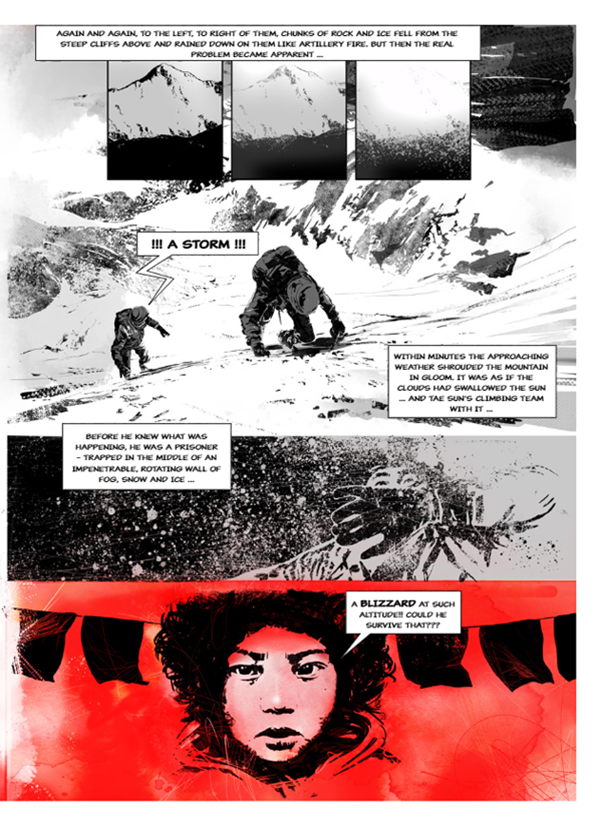 AGAIN AND AGAIN, TO THE LEFT, TO RIGHT OF THEM, CHUNKS OF ROCK AND ICE FELL FROM THE
STEEP CLIFFS ABOVE AND RAINED DOWN ON THEM LIKE ARTILLERY FIRE, BUT THEN THE REAL
PROBLEM BECAME APPARENT ...
!!! A STORM !!!
WITHIN MINUTES THE APPROACHING
WEATHER SHROUDED THE MOUNTAIN
IN GLOOM. IT WAS AS IF THE
CLOUDS HAD SWALLOWED THE SUN
... AND TAE SUN'S CLIMBING TEAM
WITH IT ...
BEFORE HE KNEW WHAT WAS
HAPPENING, HE WAS A PRISONER
– TRAPPED IN THE MIDDLE OF AN
IMPENETRABLE, ROTATING WALL OF
FOG, SNOW AND ICE ...
A BLIZZARD AT SUCH
ALTITUDE!! COULD HE
SURVIVE THAT???